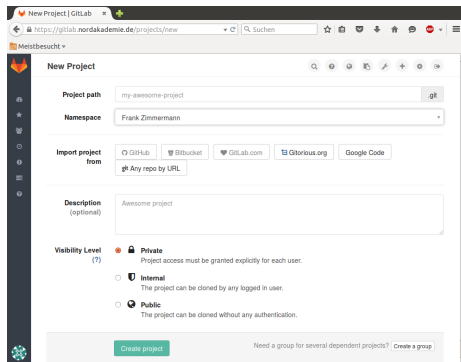 New Project | GitLab
https://gitlab.nordakademie.de/projects/new
Suchen
Meistbesucht
New Project
Project path
my-awesome-project
.git
Namespace
Frank Zimmermann
Import project from
GitHub
Bitbucket
GitLab.com
Gitorious.org
Google Code
git Any repo by URL
Description
(optional)
Awesome project
Visibility Level
(?)
Private
Project access must be granted explicitly for each user.
Internal
The project can be cloned by any logged in user.
Public
The project can be cloned without any authentication.
Create project
Need a group for several dependent projects?
Create a group